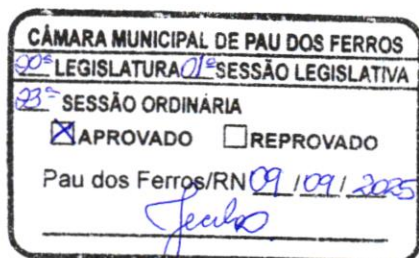 CÂMARA MUNICIPAL DE PAU DOS FERROS
20ª LEGISLATURA 01ª SESSÃO LEGISLATIVA
23ª SESSÃO ORDINÁRIA
☒APROVADO ☐REPROVADO
Pau dos Ferros/RN 09 / 09 / 2025